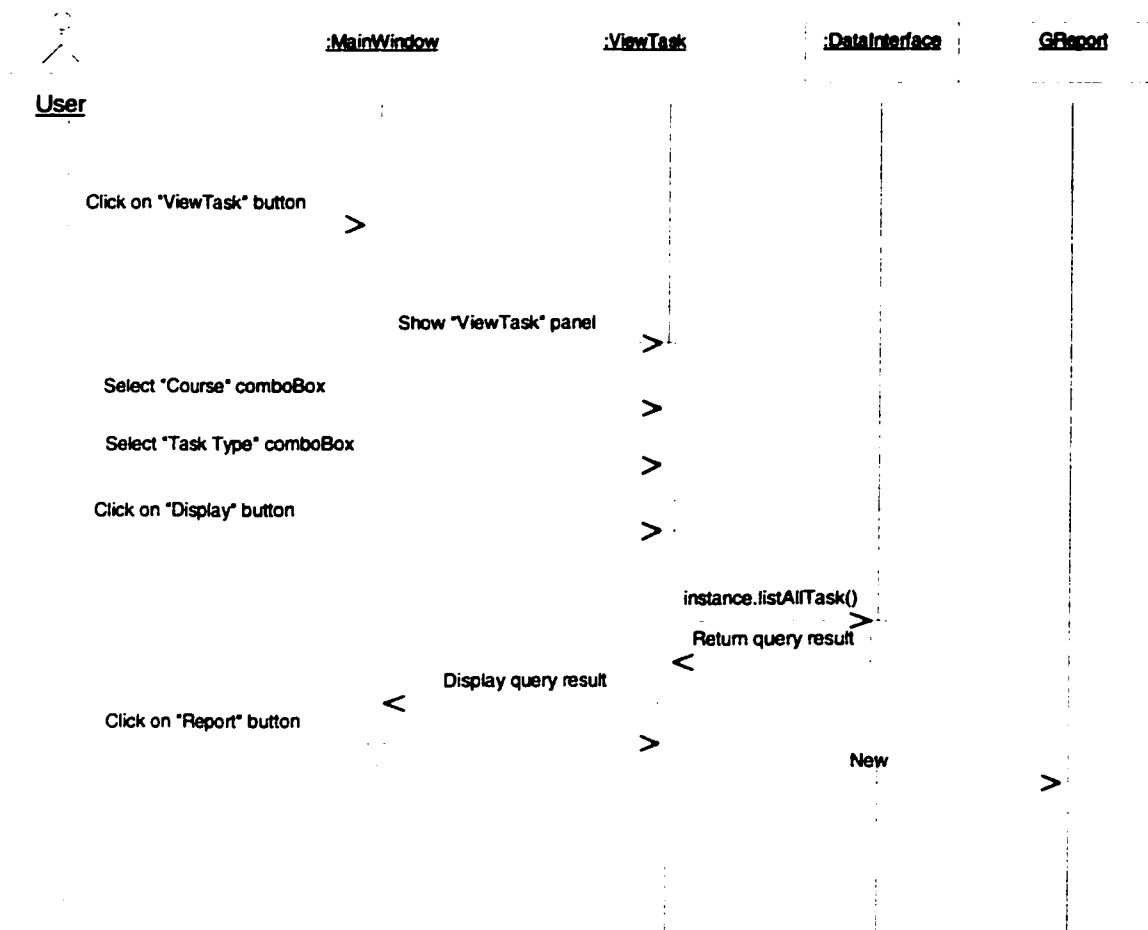 :MainWindow
:ViewTask
:DataInterface
GReport
User
Click on "ViewTask" button
Show "ViewTask" panel
Select "Course" comboBox
Select "Task Type" comboBox
Click on "Display" button
instance.listAllTask()
Return query result
Display query result
Click on "Report" button
New